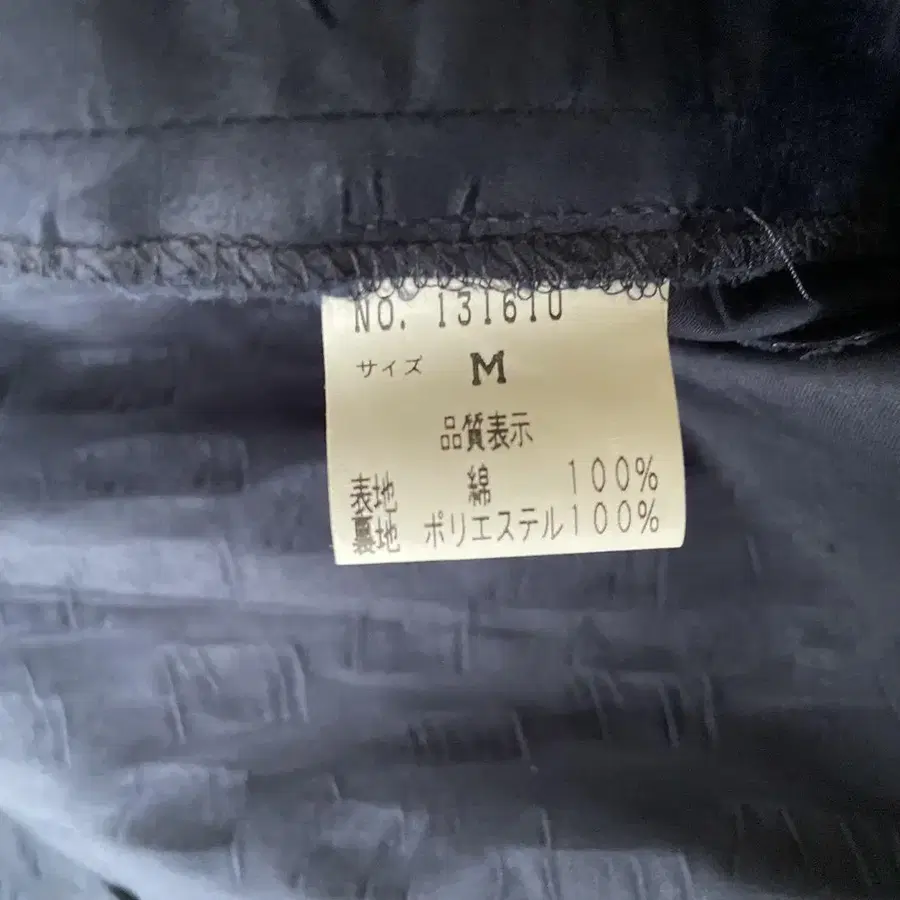 NO. 131610
サイズ M
品質表示
表地 綿 100%
裏地 ポリエステル100%